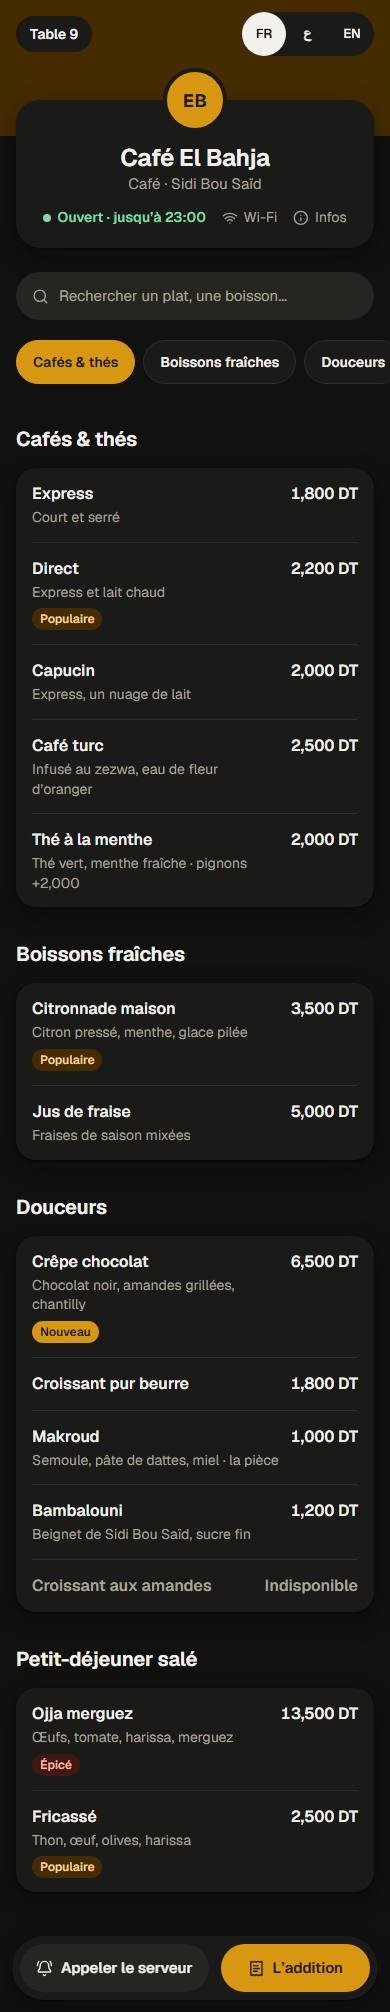 Table 9
FR
ع
EN
EB
Café El Bahja
Café · Sidi Bou Saïd
Ouvert · jusqu’à 23:00
Wi-Fi
Infos
Rechercher un plat, une boisson…
Cafés & thés
Boissons fraîches
Douceurs
Cafés & thés
Express 1,800 DT
Court et serré
Direct 2,200 DT
Express et lait chaud
Populaire
Capucin 2,000 DT
Express, un nuage de lait
Café turc 2,500 DT
Infusé au zezwa, eau de fleur
d’oranger
Thé à la menthe 2,000 DT
Thé vert, menthe fraîche · pignons
+2,000
Boissons fraîches
Citronnade maison 3,500 DT
Citron pressé, menthe, glace pilée
Populaire
Jus de fraise 5,000 DT
Fraises de saison mixées
Douceurs
Crêpe chocolat 6,500 DT
Chocolat noir, amandes grillées,
chantilly
Nouveau
Croissant pur beurre 1,800 DT
Makroud 1,000 DT
Semoule, pâte de dattes, miel · la pièce
Bambalouni 1,200 DT
Beignet de Sidi Bou Saïd, sucre fin
Croissant aux amandes Indisponible
Petit-déjeuner salé
Ojja merguez 13,500 DT
Œufs, tomate, harissa, merguez
Épicé
Fricassé 2,500 DT
Thon, œuf, olives, harissa
Populaire
Appeler le serveur
L’addition